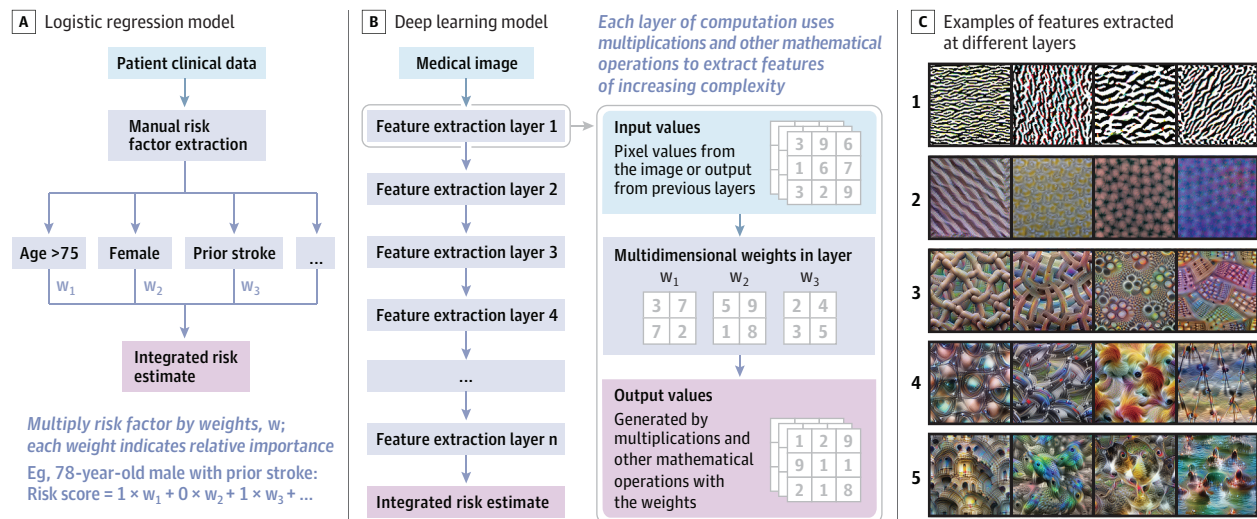 A Logistic regression model
Patient clinical data
Manual risk
factor extraction
Age >75
Female
Prior stroke
...
w1
w2
w3
Integrated risk
estimate
Multiply risk factor by weights, w;
each weight indicates relative importance
Eg, 78-year-old male with prior stroke:
Risk score = 1 × w1 + 0 × w2 + 1 × w3 + ...
B Deep learning model
Medical image
Feature extraction layer 1
Feature extraction layer 2
Feature extraction layer 3
Feature extraction layer 4
...
Feature extraction layer n
Integrated risk estimate
Each layer of computation uses
multiplications and other mathematical
operations to extract features
of increasing complexity
Input values
Pixel values from
the image or output
from previous layers
3 9 6
1 6 7
3 2 9
Multidimensional weights in layer
w1 w2 w3
3 7 5 9 2 4
7 2 1 8 3 5
Output values
Generated by
multiplications and
other mathematical
operations with
the weights
1 2 9
9 1 1
2 1 8
C Examples of features extracted
at different layers
1
2
3
4
5